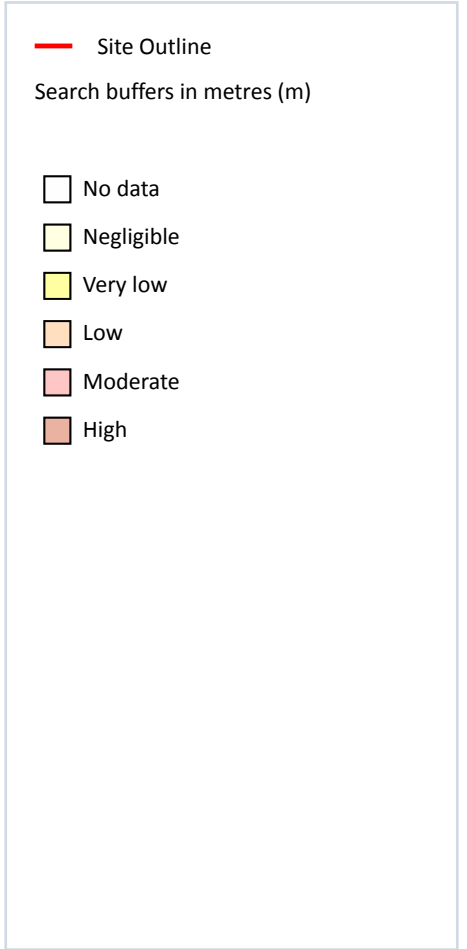 Site Outline
Search buffers in metres (m)
No data
Negligible
Very low
Low
Moderate
High